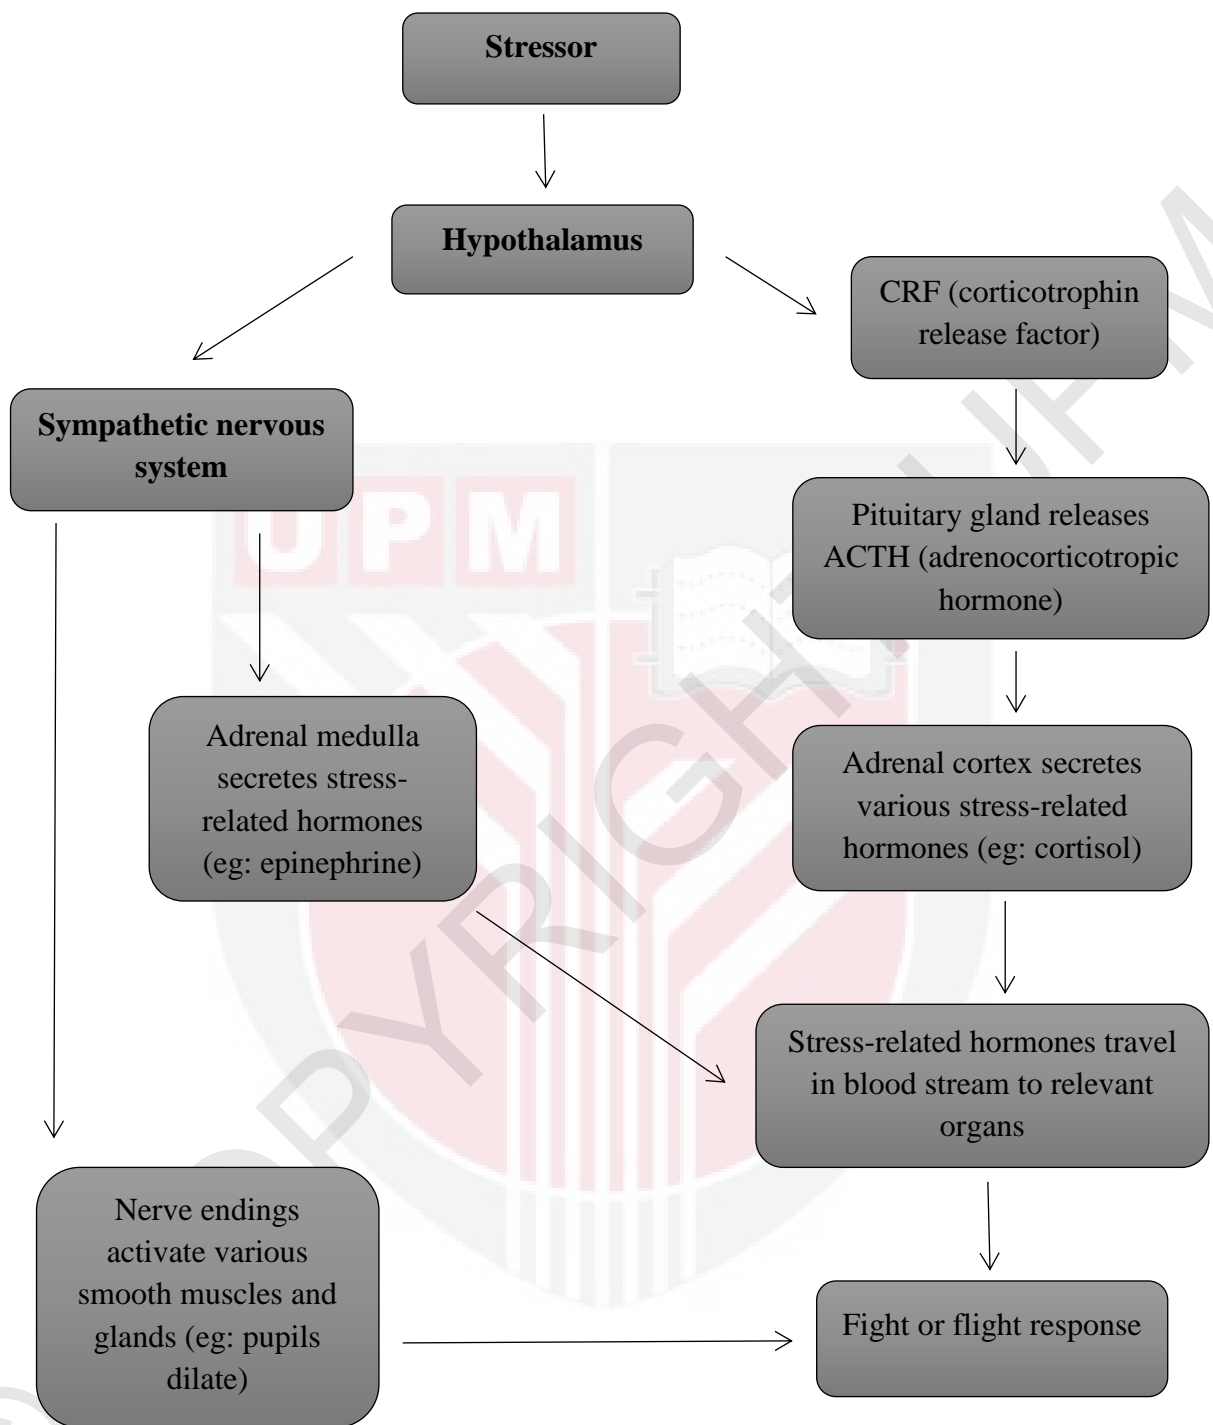 Stressor
Hypothalamus
CRF (corticotrophin
release factor)
Sympathetic nervous
system
UPM
Pituitary gland releases
ACTH (adrenocorticotropic
hormone)
Adrenal medulla
secretes stress-
related hormones
(eg: epinephrine)
Adrenal cortex secretes
various stress-related
hormones (eg: cortisol)
Stress-related hormones travel
in blood stream to relevant
organs
Nerve endings
activate various
smooth muscles and
glands (eg: pupils
dilate)
Fight or flight response
© COPYRIGHT UPM